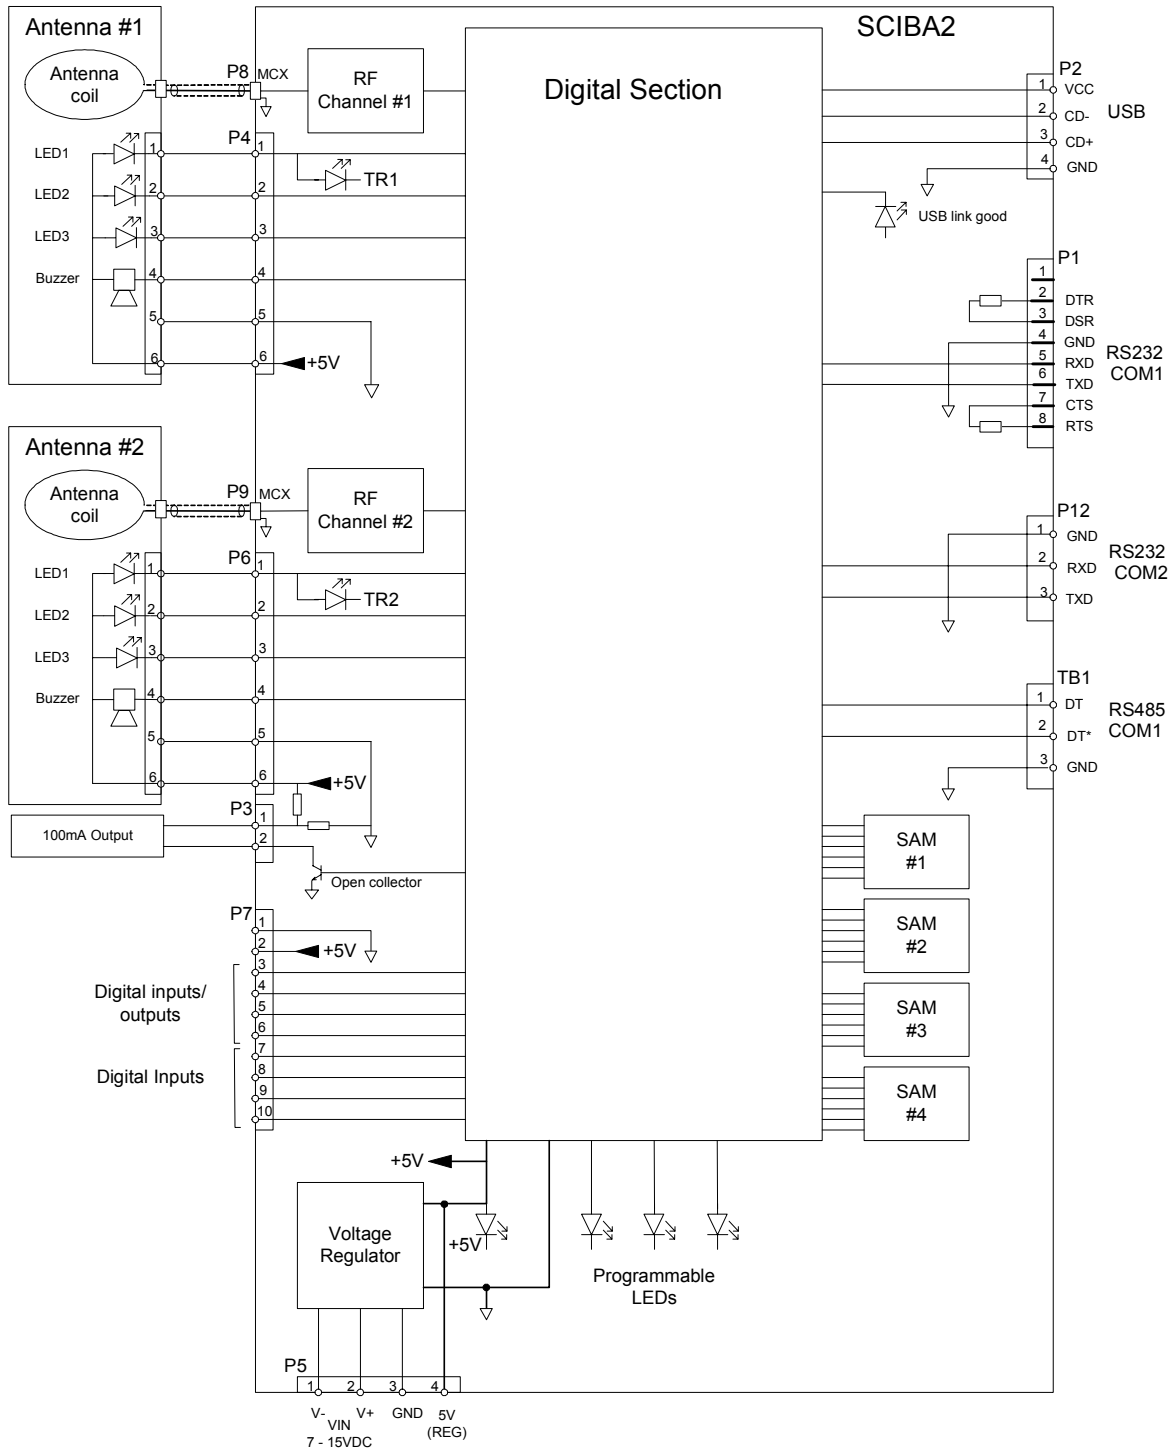 SCIBA2
Antenna #1
Antenna
coil
P8
MCX
RF
Channel #1
Digital Section
P4
LED1
1
1
TR1
LED2
2
2
LED3
3
3
Buzzer
4
4
5
5
6
6
+5V
Antenna #2
Antenna
coil
P9
MCX
RF
Channel #2
P6
LED1
1
1
TR2
LED2
2
2
LED3
3
3
Buzzer
4
4
5
5
6
6
+5V
P3
100mA Output
1
2
Open collector
P7
1
2
+5V
3
4
5
6
Digital inputs/
outputs
7
8
9
10
Digital Inputs
P2
1
VCC
2
CD-
3
CD+
4
GND
USB
USB link good
P1
1
2
DTR
3
DSR
4
GND
5
RXD
6
TXD
7
CTS
8
RTS
RS232
COM1
P12
1
GND
2
RXD
3
TXD
RS232
COM2
TB1
1
DT
2
DT*
3
GND
RS485
COM1
SAM
#1
SAM
#2
SAM
#3
SAM
#4
+5V
Voltage
Regulator
+5V
Programmable
LEDs
P5
1
2
3
4
V-
V+
GND
5V
(REG)
VIN
7 - 15VDC